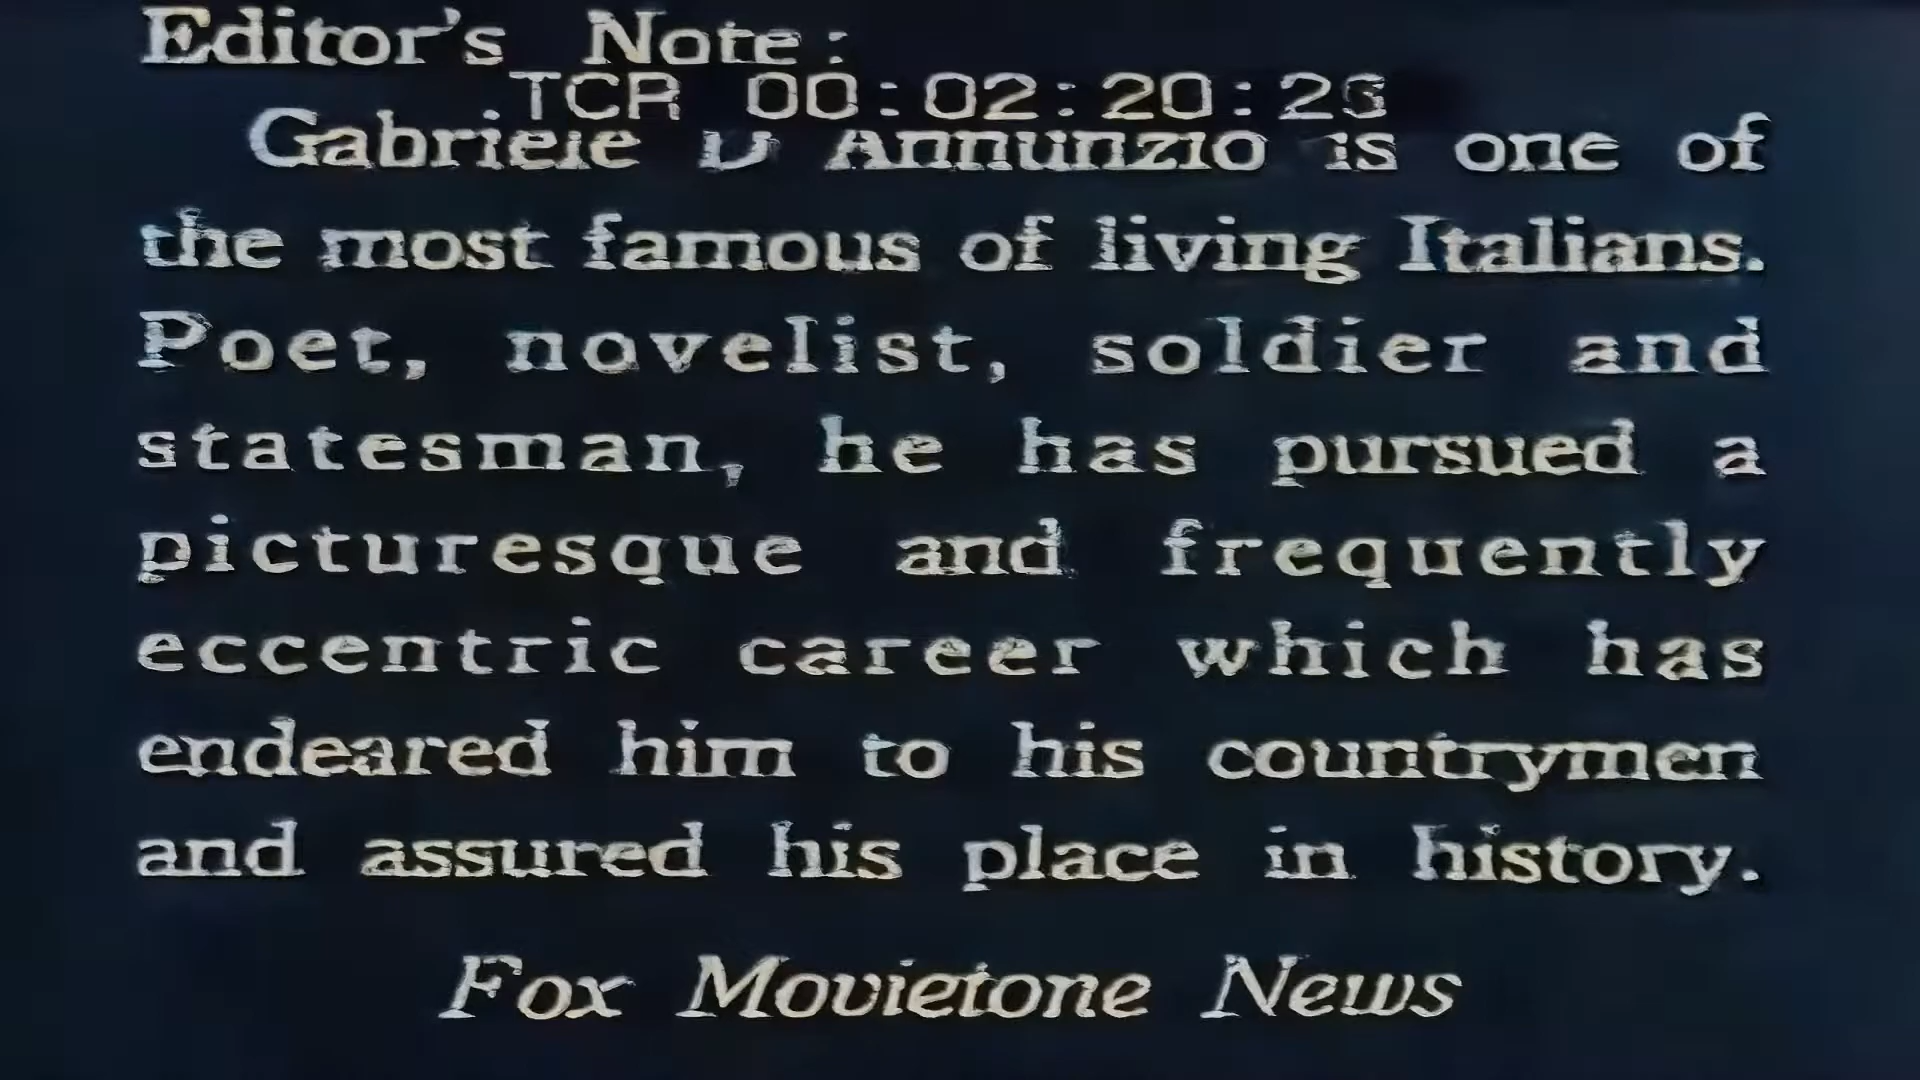 Editor's Note:
TCR 00:02:20:26
Gabriele D'Annunzio is one of
the most famous of living Italians.
Poet, novelist, soldier and
statesman, he has pursued a
picturesque and frequently
eccentric career which has
endeared him to his countrymen
and assured his place in history.
Fox Movietone News